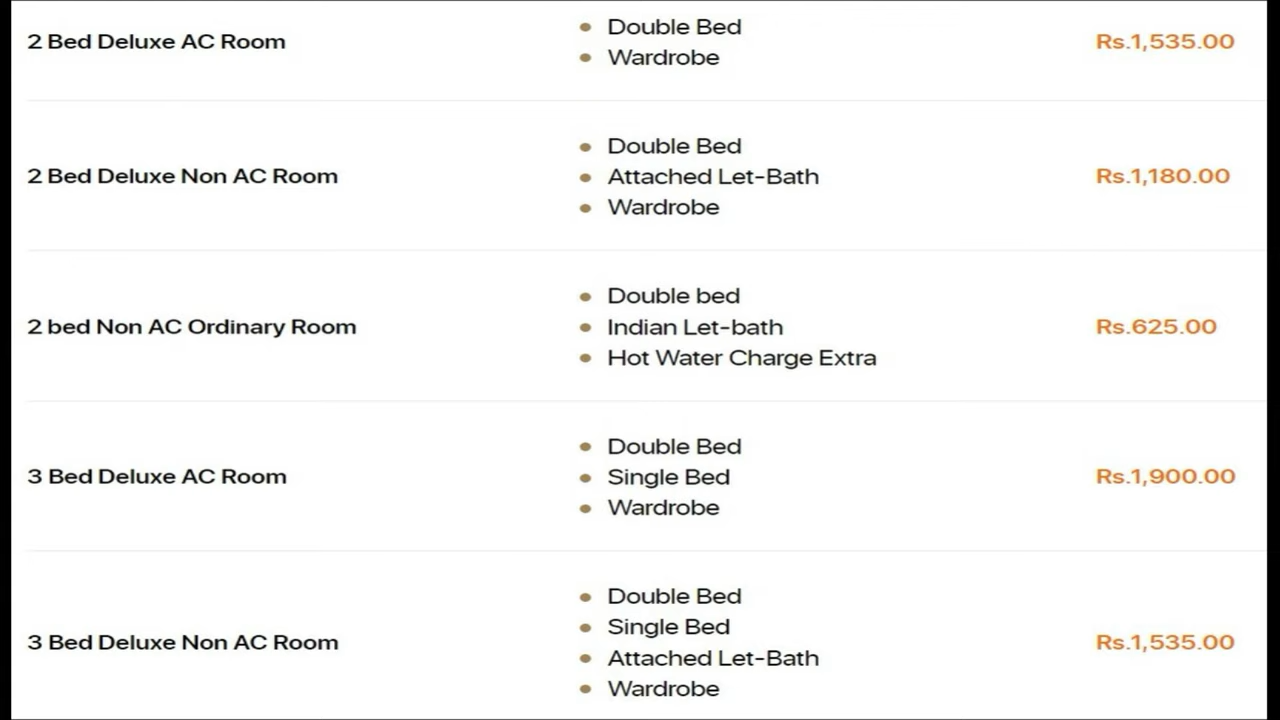 2 Bed Deluxe AC Room
Double Bed
Wardrobe
Rs.1,535.00
2 Bed Deluxe Non AC Room
Double Bed
Attached Let-Bath
Wardrobe
Rs.1,180.00
2 bed Non AC Ordinary Room
Double bed
Indian Let-bath
Hot Water Charge Extra
Rs.625.00
3 Bed Deluxe AC Room
Double Bed
Single Bed
Wardrobe
Rs.1,900.00
3 Bed Deluxe Non AC Room
Double Bed
Single Bed
Attached Let-Bath
Wardrobe
Rs.1,535.00